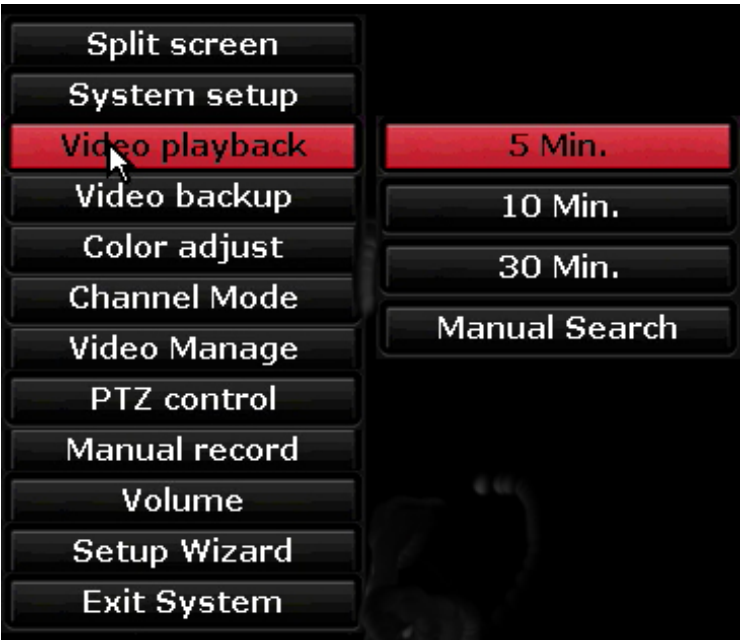 Split screen
System setup
Video playback
Video backup
Color adjust
Channel Mode
Video Manage
PTZ control
Manual record
Volume
Setup Wizard
Exit System
5 Min.
10 Min.
30 Min.
Manual Search